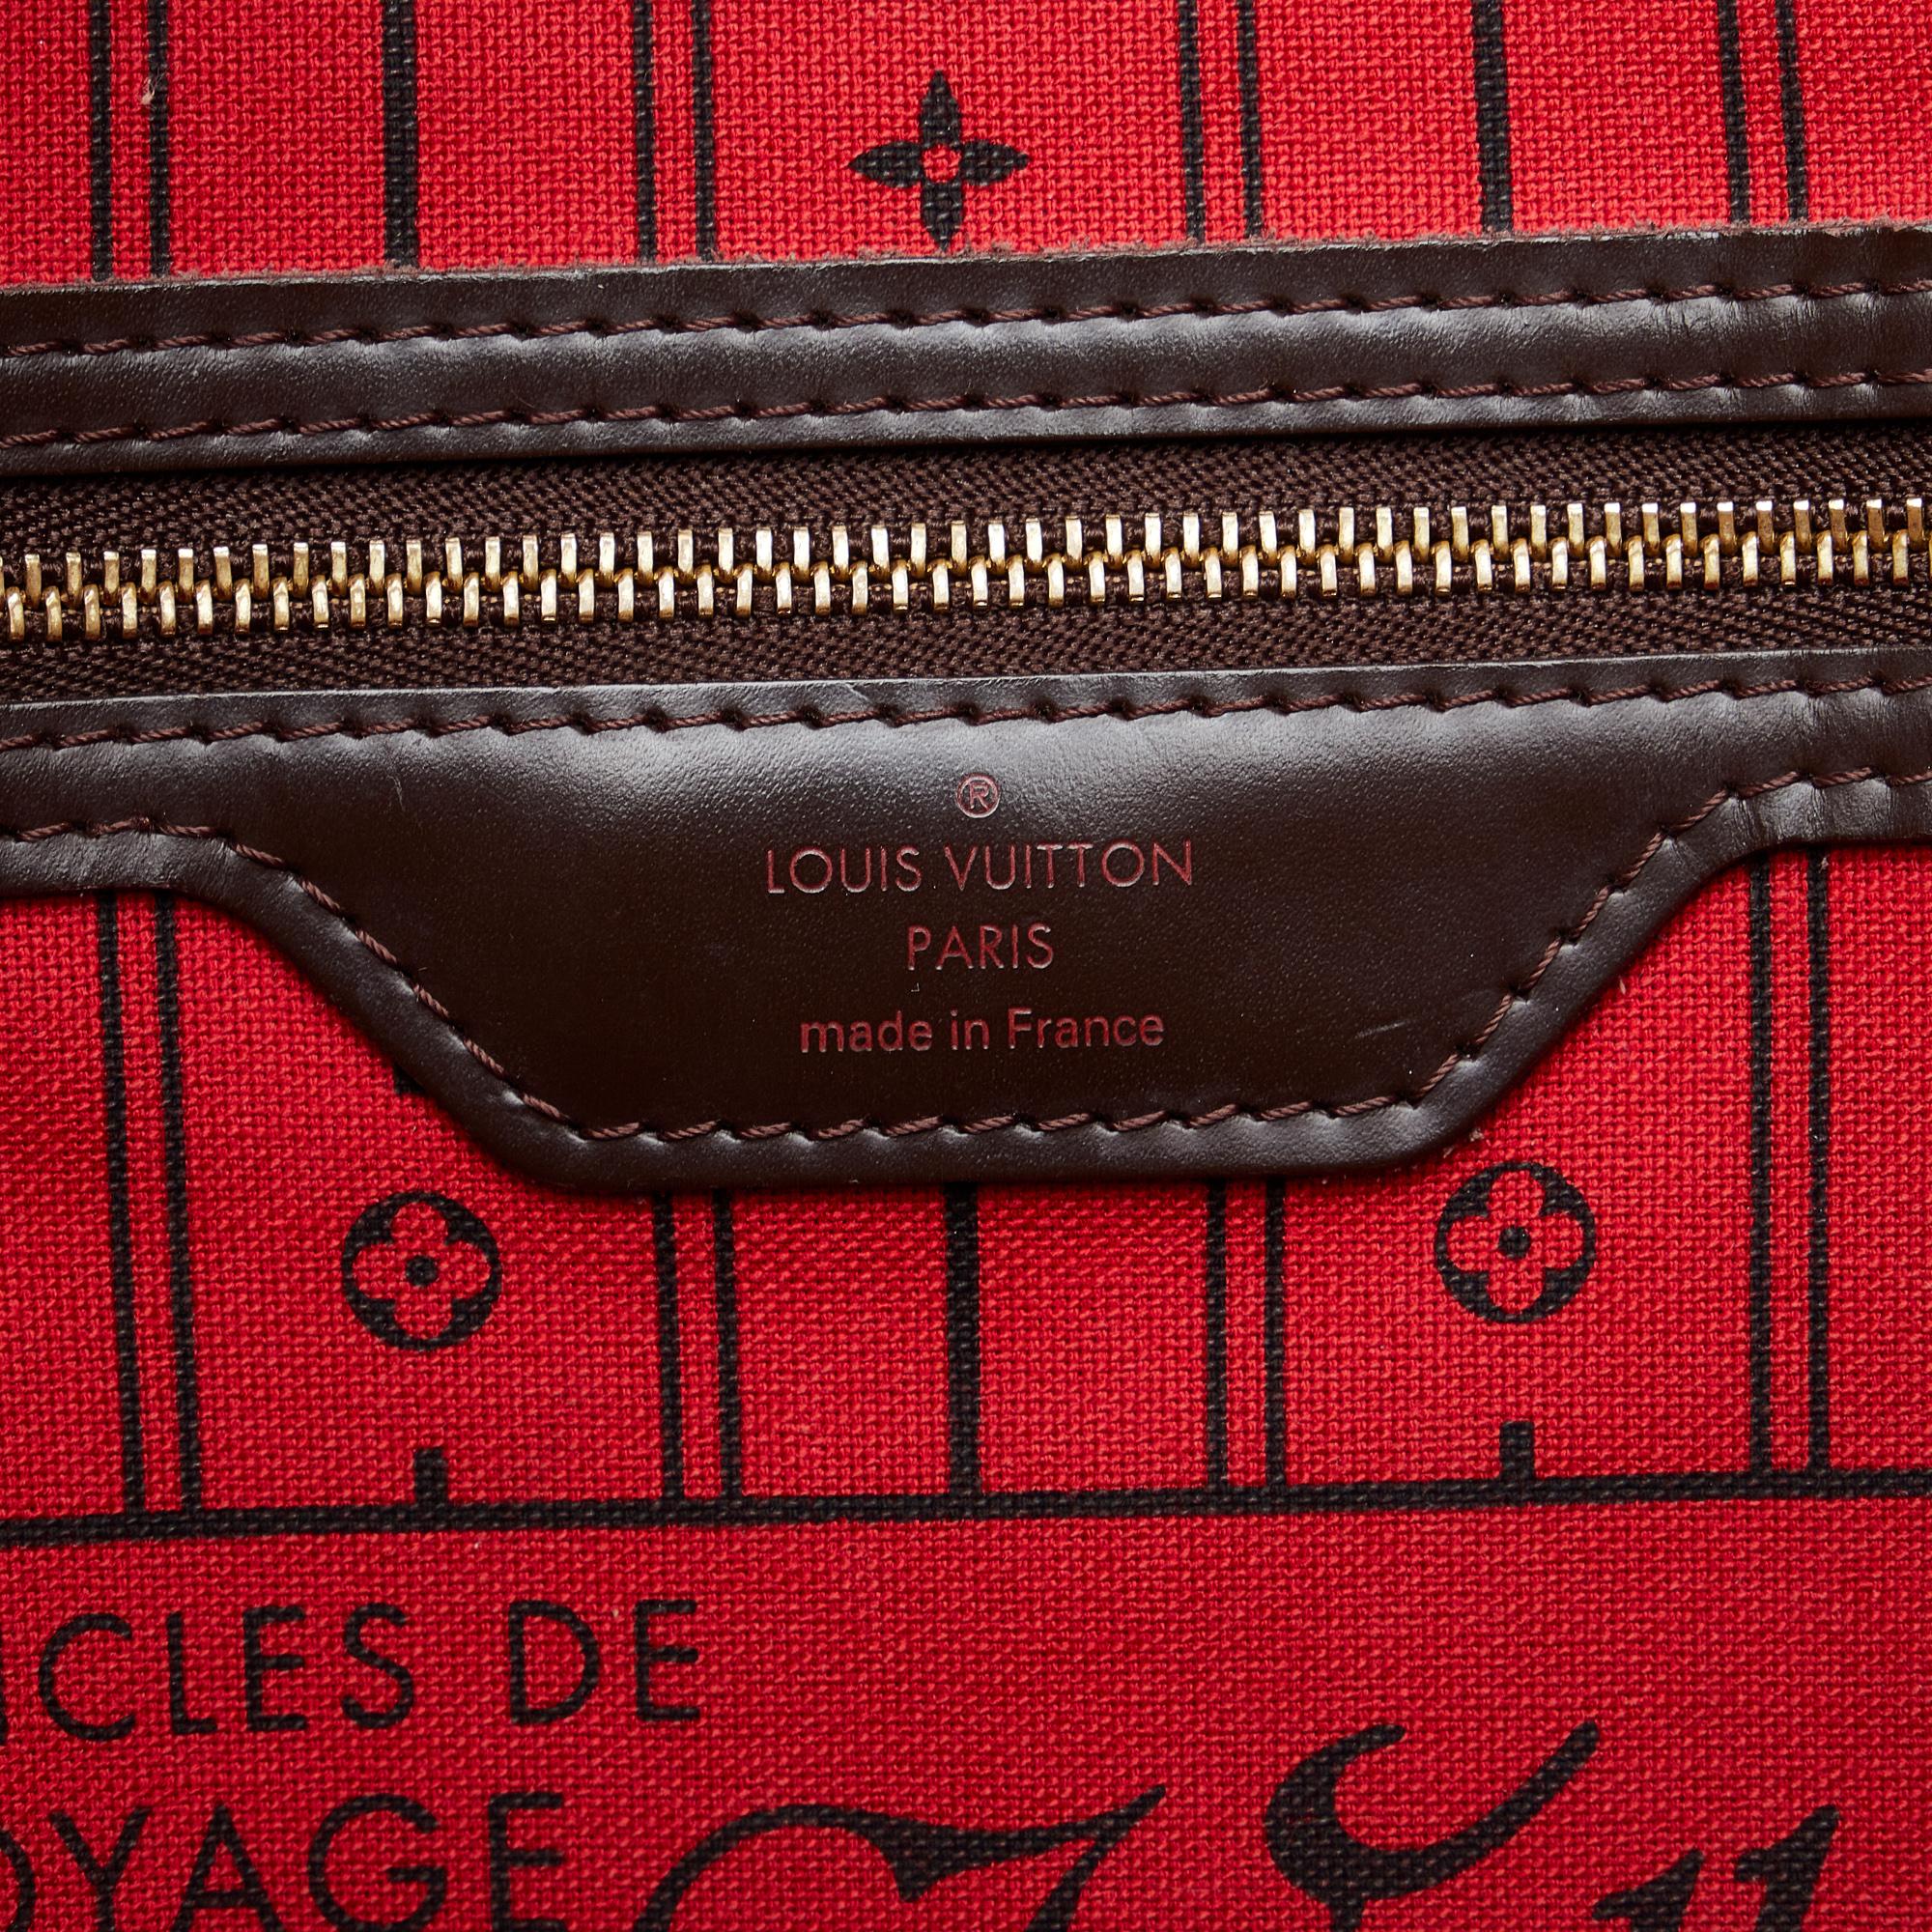 ®
LOUIS VUITTON
PARIS
made in France
CLES DE
OYAGE